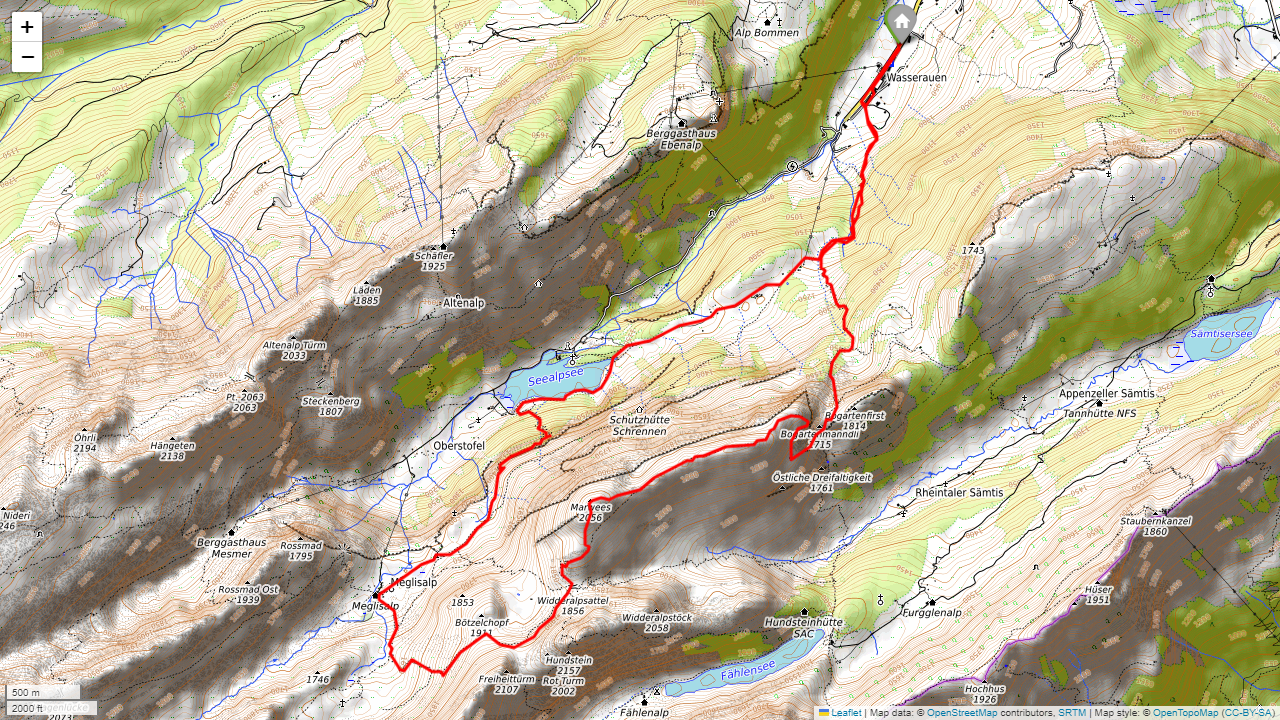 +
−
Alp Bommen
Wasserauen
Berggasthaus
Ebenalp
Schäfler
1925
1743
Läden
1885
Altenalp
Altenalp Türm
2033
Sämtisersee
Seealpsee
Pt. 2063
2063
Steckenberg
1807
Appenzeller Sämtis
Tannhütte NFS
Schutzhütte
Schrennen
Bogartenfirst
1814
Bogartenmanndli
1715
Öhrli
2194
Hängeten
2138
Oberstofel
Östliche Dreifaltigkeit
1761
Rheintaler Sämtis
Marwees
2056
Nideri
246
Staubernkanzel
1860
Berggasthaus
Mesmer
Rossmad
1795
Meglisalp
Meglisalp
Rossmad Ost
1939
1853
Widderalpsattel
1856
Hüser
1951
Bötzelchopf
1911
Widderalpstöck
2058
Hundsteinhütte
SAC
Furgglenalp
Hundstein
2157
Rot Turm
2002
Fählensee
1746
Freiheittürm
2107
Hochhus
1926
500 m
2000 ft
2073
Fählenalp
Leaflet | Map data: © OpenStreetMap contributors, SRTM | Map style: © OpenTopoMap (CC-BY-SA)